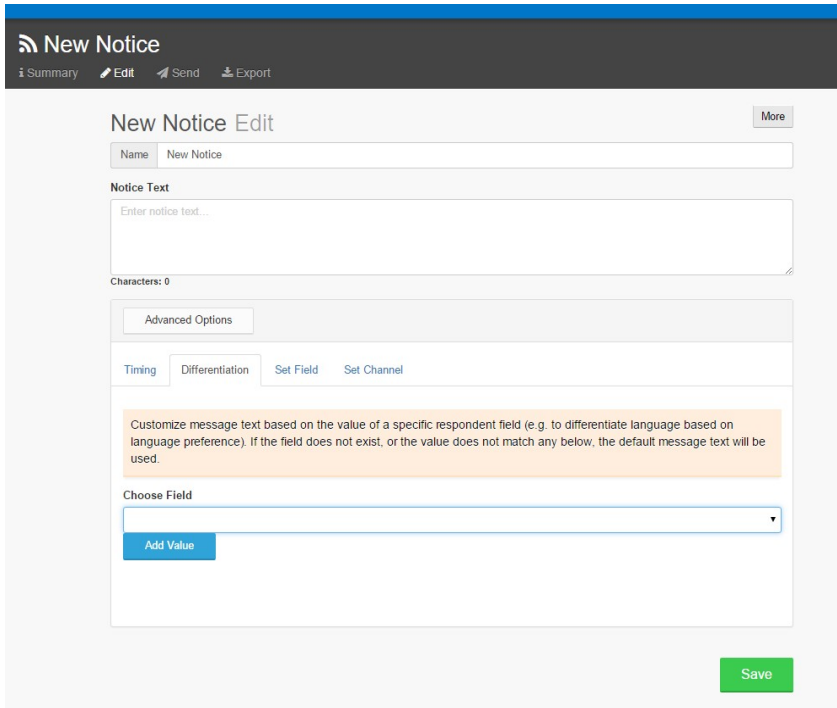 New Notice
Summary Edit Send Export
New Notice Edit
More
Name New Notice
Notice Text
Enter notice text...
Characters: 0
Advanced Options
Timing Differentiation Set Field Set Channel
Customize message text based on the value of a specific respondent field (e.g. to differentiate language based on
language preference). If the field does not exist, or the value does not match any below, the default message text will be
used.
Choose Field
Add Value
Save